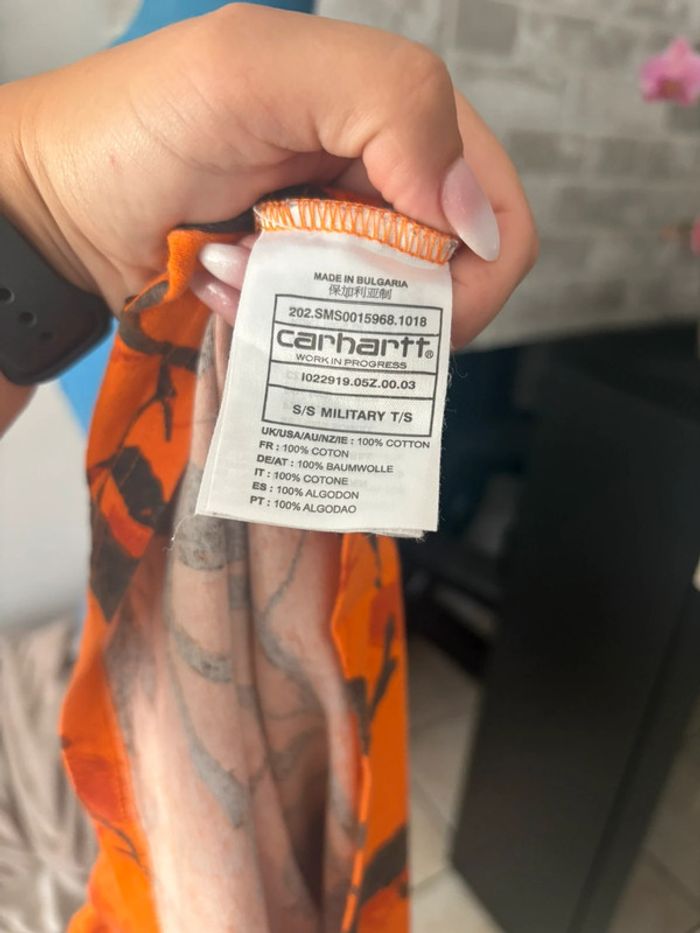 MADE IN BULGARIA
保加利亚制
202.SMS0015968.1018
carhartt®
WORK IN PROGRESS
I022919.05Z.00.03
S/S MILITARY T/S
UK/USA/AU/NZ/IE : 100% COTTON
FR : 100% COTON
DE/AT : 100% BAUMWOLLE
IT : 100% COTONE
ES : 100% ALGODON
PT : 100% ALGODAO